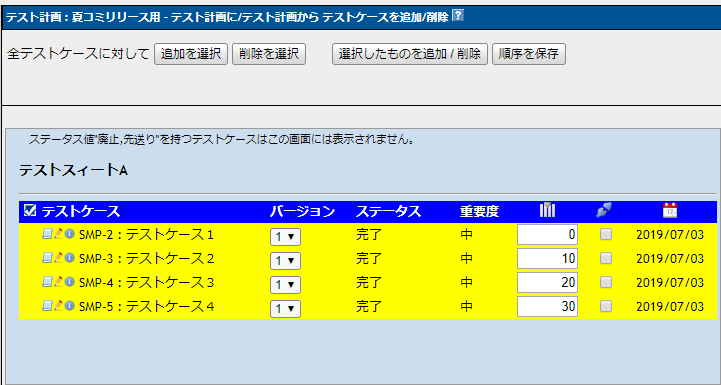 テスト計画 : 夏コミリリース用 - テスト計画に/テスト計画から テストケースを追加/削除 ?
全テストケースに対して 追加を選択 削除を選択 選択したものを追加 / 削除 順序を保存
ステータス値"廃止,先送り"を持つテストケースはこの画面には表示されません。
テストスィートA
テストケース バージョン ステータス 重要度
SMP-2 : テストケース１ 1 完了 中 0 2019/07/03
SMP-3 : テストケース２ 1 完了 中 10 2019/07/03
SMP-4 : テストケース３ 1 完了 中 20 2019/07/03
SMP-5 : テストケース４ 1 完了 中 30 2019/07/03